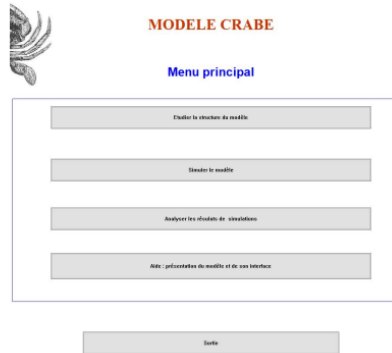 MODELE CRABE
Menu principal
Etudier la structure du modèle
Simuler le modèle
Analyser les résulats de simulations
Aide : présentation du modèle et de son interface
Sortie